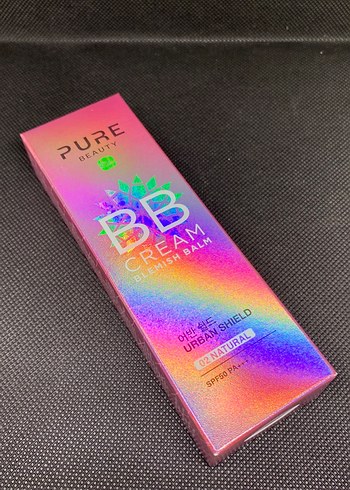 PURE
BEAUTY
BB
CREAM
BLEMISH BALM
어반 쉴드
URBAN SHIELD
02 NATURAL
SPF50 PA+++